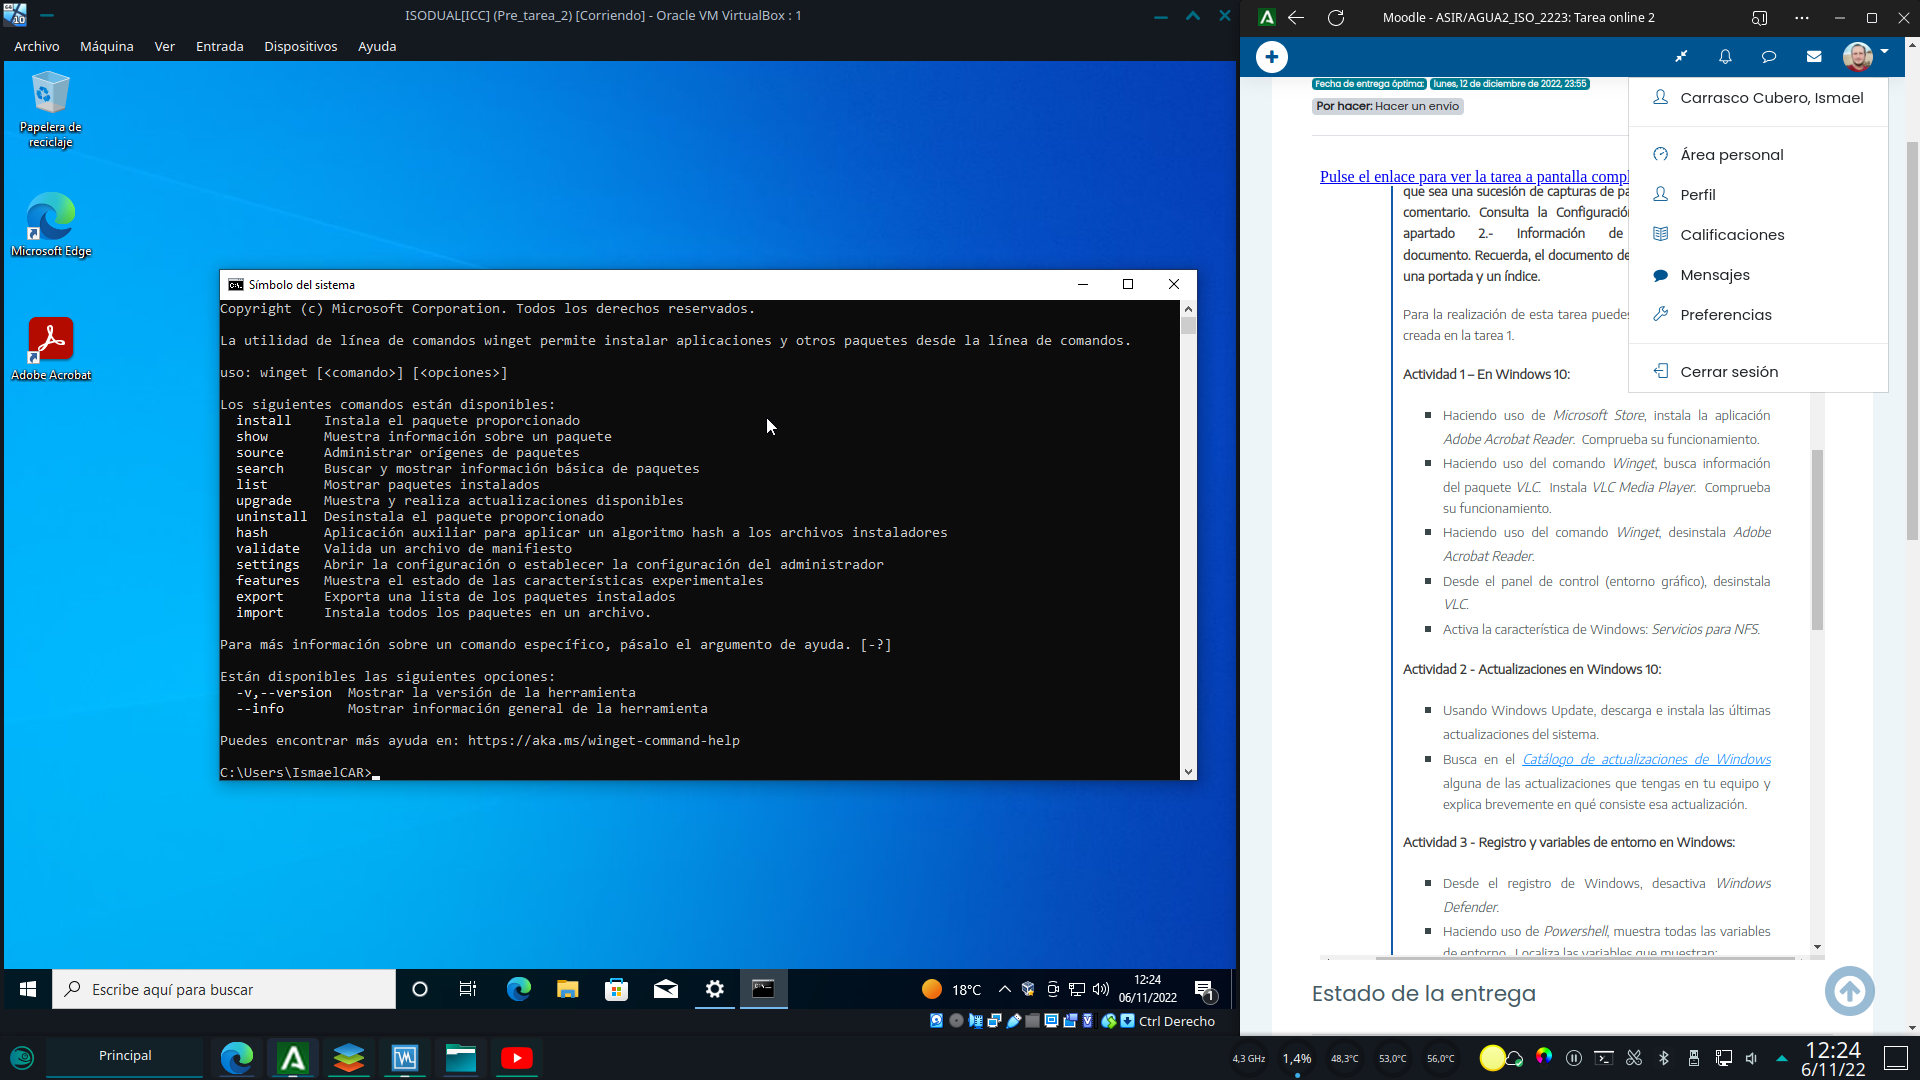 ISODUAL[ICC] (Pre_tarea_2) [Corriendo] - Oracle VM VirtualBox : 1
Archivo Máquina Ver Entrada Dispositivos Ayuda
Papelera de
reciclaje
Microsoft Edge
Adobe Acrobat
Símbolo del sistema
Copyright (c) Microsoft Corporation. Todos los derechos reservados.
La utilidad de línea de comandos winget permite instalar aplicaciones y otros paquetes desde la línea de comandos.
uso: winget [<comando>] [<opciones>]
Los siguientes comandos están disponibles:
install Instala el paquete proporcionado
show Muestra información sobre un paquete
source Administrar orígenes de paquetes
search Buscar y mostrar información básica de paquetes
list Mostrar paquetes instalados
upgrade Muestra y realiza actualizaciones disponibles
uninstall Desinstala el paquete proporcionado
hash Aplicación auxiliar para aplicar un algoritmo hash a los archivos instaladores
validate Valida un archivo de manifiesto
settings Abrir la configuración o establecer la configuración del administrador
features Muestra el estado de las características experimentales
export Exporta una lista de los paquetes instalados
import Instala todos los paquetes en un archivo.
Para más información sobre un comando específico, pásalo el argumento de ayuda. [-?]
Están disponibles las siguientes opciones:
-v,--version Mostrar la versión de la herramienta
--info Mostrar información general de la herramienta
Puedes encontrar más ayuda en: https://aka.ms/winget-command-help
C:\Users\IsmaelCAR>
Escribe aquí para buscar
18°C
12:24
06/11/2022
1
Ctrl Derecho
Moodle - ASIR/AGUA2_ISO_2223: Tarea online 2
Fecha de entrega óptima: lunes, 12 de diciembre de 2022, 23:55
Por hacer: Hacer un envío
Pulse el enlace para ver la tarea a pantalla compl
que sea una sucesión de capturas de pa
comentario. Consulta la Configuración
apartado 2.- Información de
documento. Recuerda, el documento de
una portada y un índice.
Para la realización de esta tarea puedes
creada en la tarea 1.
Carrasco Cubero, Ismael
Área personal
Perfil
Calificaciones
Mensajes
Preferencias
Cerrar sesión
Actividad 1 – En Windows 10:
Haciendo uso de Microsoft Store, instala la aplicación
Adobe Acrobat Reader. Comprueba su funcionamiento.
Haciendo uso del comando Winget, busca información
del paquete VLC. Instala VLC Media Player. Comprueba
su funcionamiento.
Haciendo uso del comando Winget, desinstala Adobe
Acrobat Reader.
Desde el panel de control (entorno gráfico), desinstala
VLC.
Activa la característica de Windows: Servicios para NFS.
Actividad 2 - Actualizaciones en Windows 10:
Usando Windows Update, descarga e instala las últimas
actualizaciones del sistema.
Busca en el Catálogo de actualizaciones de Windows
alguna de las actualizaciones que tengas en tu equipo y
explica brevemente en qué consiste esa actualización.
Actividad 3 - Registro y variables de entorno en Windows:
Desde el registro de Windows, desactiva Windows
Defender.
Haciendo uso de Powershell, muestra todas las variables
de entorno. Localiza las variables que muestran:
Estado de la entrega
Principal
4,3 GHz
1,4%
48,3°C
53,0°C
56,0°C
12:24
6/11/22